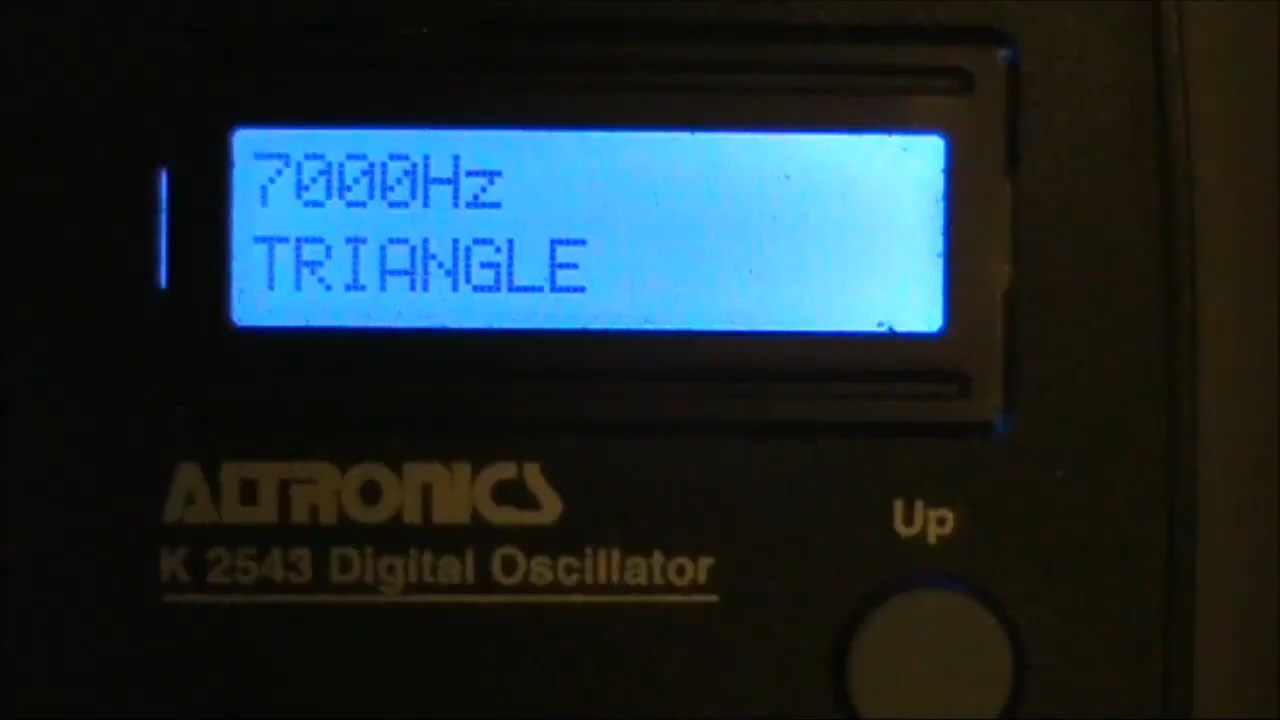 7000Hz
TRIANGLE
ALTRONICS
K 2543 Digital Oscillator
Up